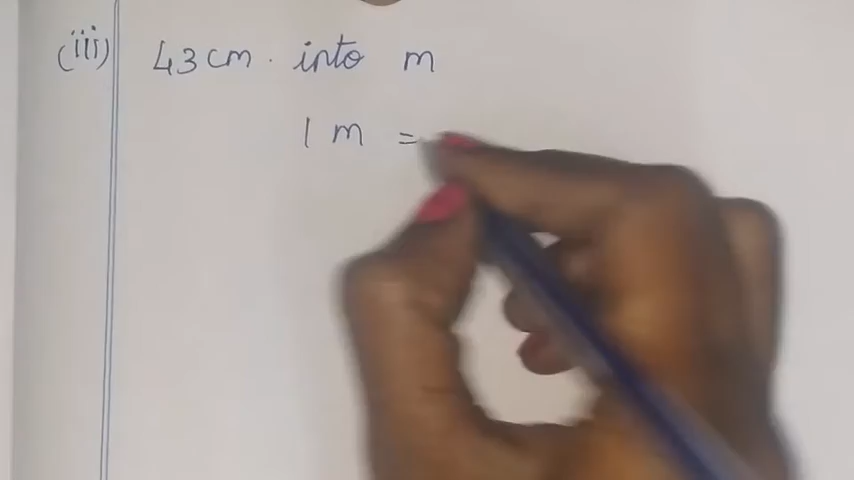 (iii) 43 cm. into m
1 m =